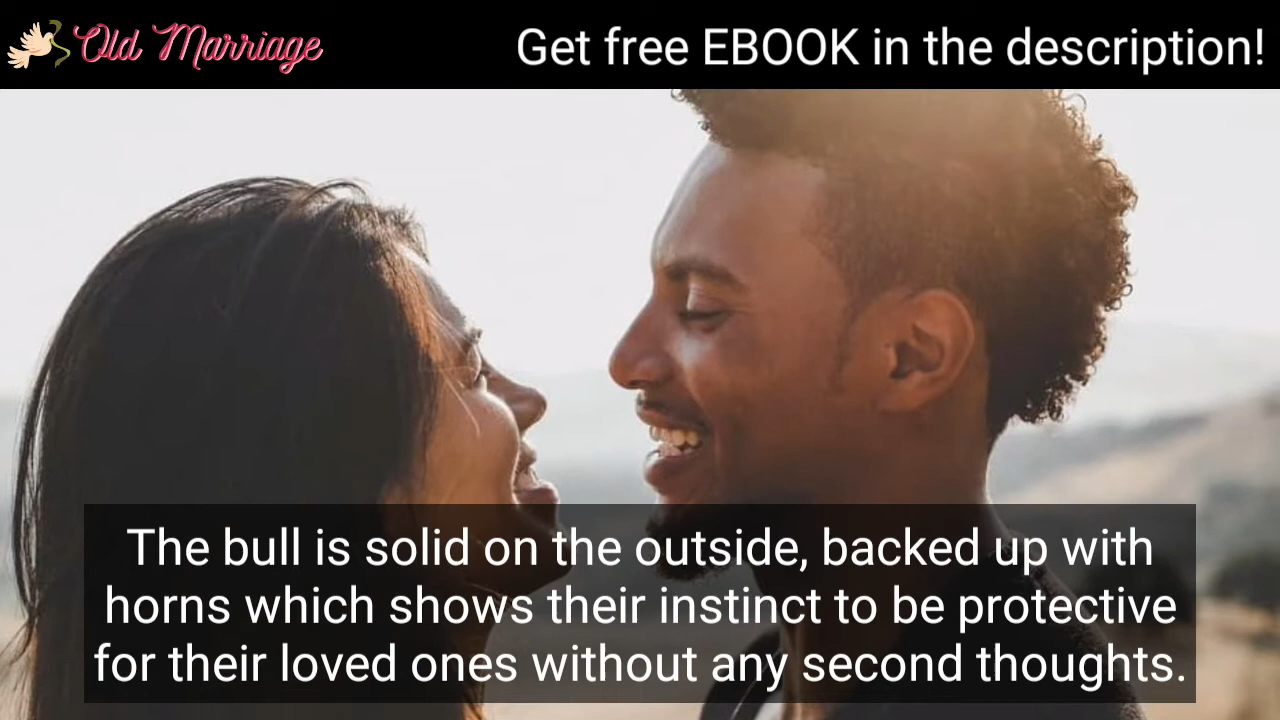 Old Marriage
Get free EBOOK in the description!
The bull is solid on the outside, backed up with
horns which shows their instinct to be protective
for their loved ones without any second thoughts.